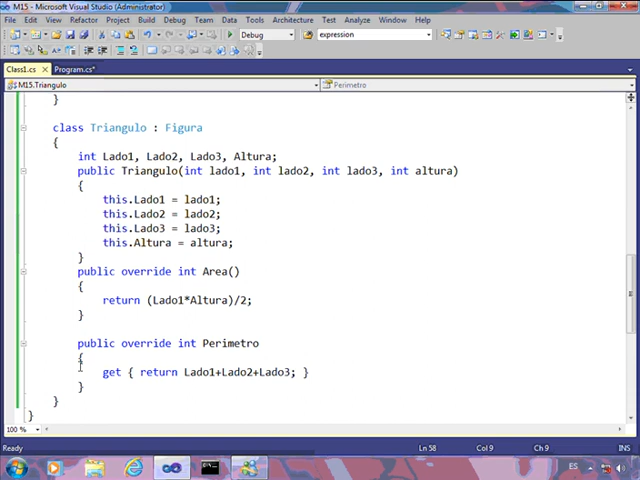 M15 - Microsoft Visual Studio (Administrator)
File Edit View Refactor Project Build Debug Team Data Tools Architecture Test Analyze Window Help
Debug expression
Class1.cs Program.cs*
M15.Triangulo Perimetro
}
class Triangulo : Figura
{
int Lado1, Lado2, Lado3, Altura;
public Triangulo(int lado1, int lado2, int lado3, int altura)
{
this.Lado1 = lado1;
this.Lado2 = lado2;
this.Lado3 = lado3;
this.Altura = altura;
}
public override int Area()
{
return (Lado1*Altura)/2;
}
public override int Perimetro
{
get { return Lado1+Lado2+Lado3; }
}
}
}
100 %
Ready Ln 58 Col 9 Ch 9 INS
ES